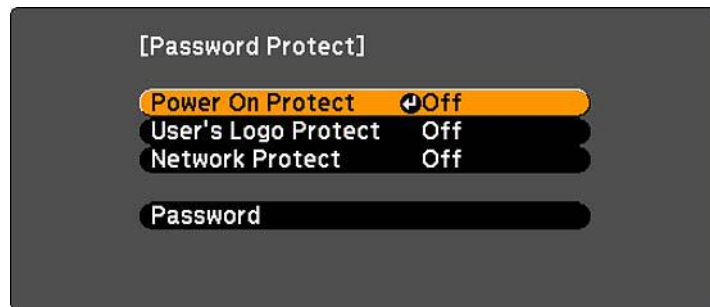 [Password Protect]
Power On Protect Off
User's Logo Protect Off
Network Protect Off
Password